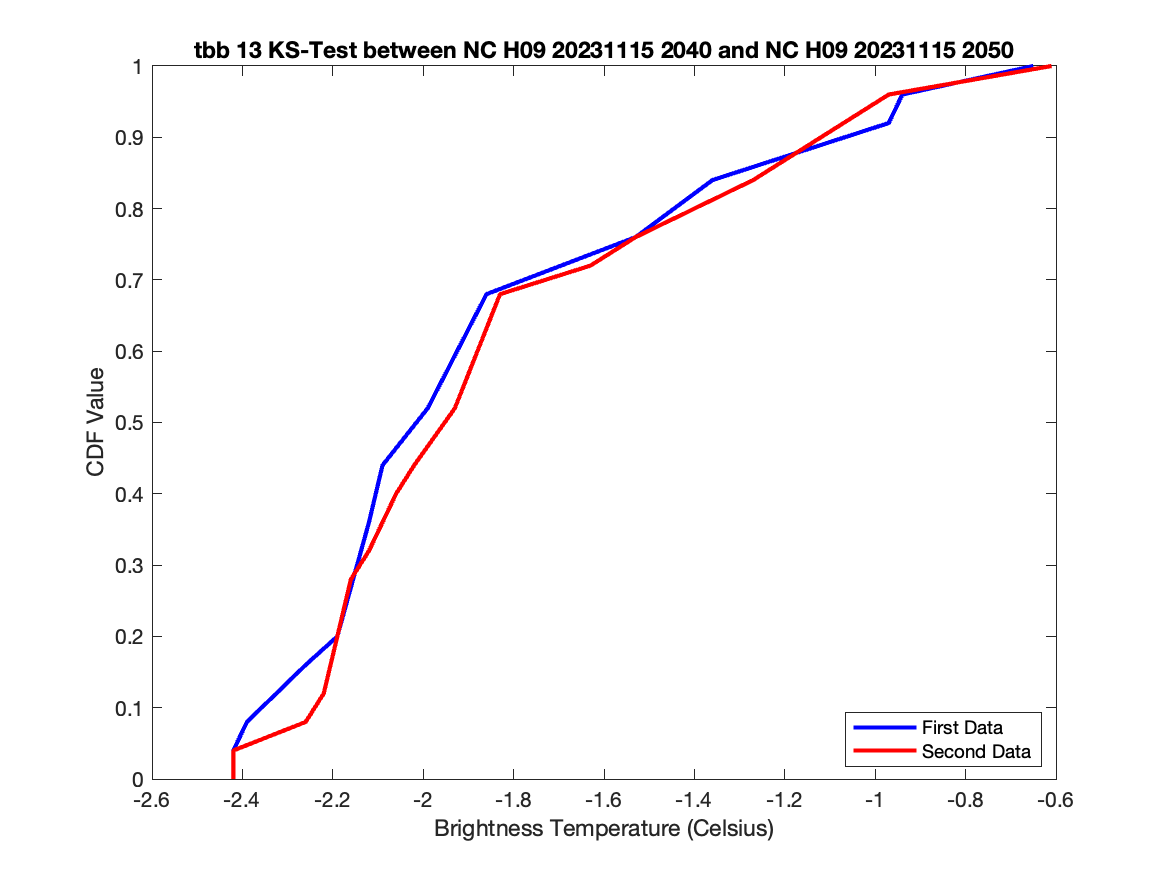 tbb 13 KS-Test between NC H09 20231115 2040 and NC H09 20231115 2050
1
0.9
0.8
0.7
0.6
0.5
0.4
0.3
0.2
0.1
0
CDF Value
First Data
Second Data
-2.6 -2.4 -2.2 -2 -1.8 -1.6 -1.4 -1.2 -1 -0.8 -0.6
Brightness Temperature (Celsius)